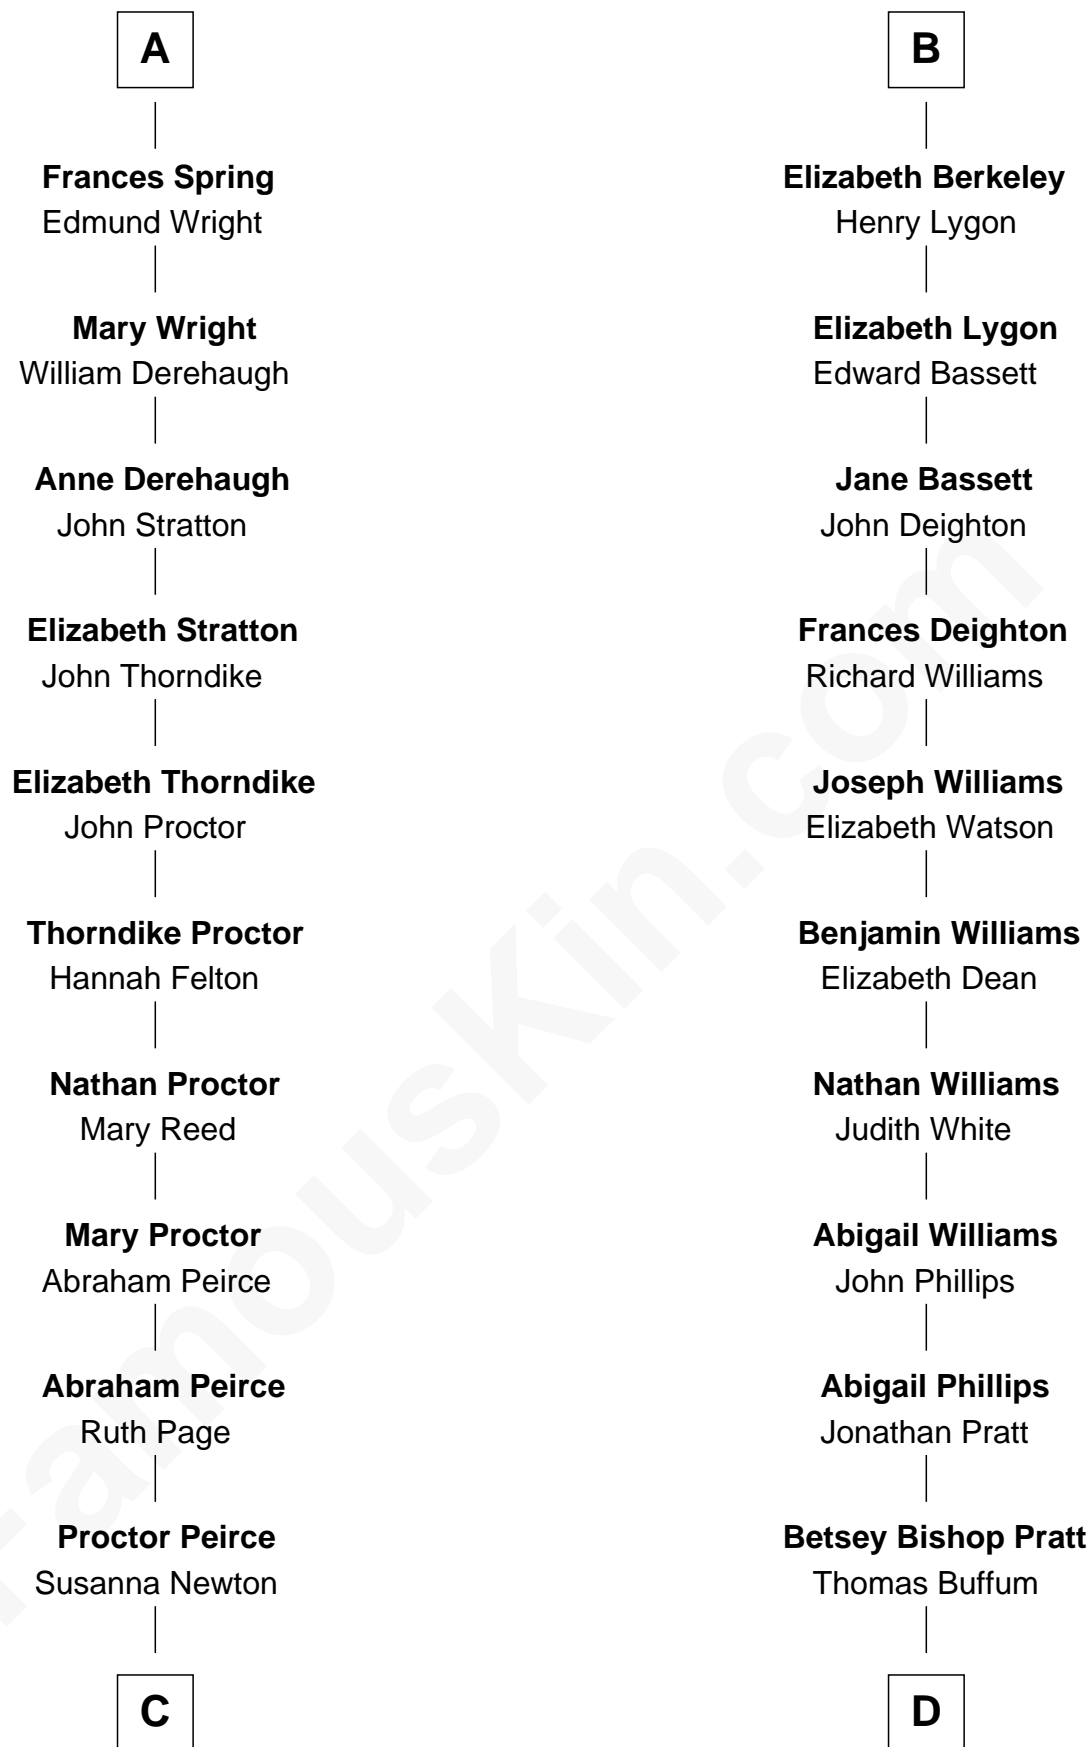 A
Frances Spring
Edmund Wright
Mary Wright
William Derehaugh
Anne Derehaugh
John Stratton
Elizabeth Stratton
John Thorndike
Elizabeth Thorndike
John Proctor
Thorndike Proctor
Hannah Felton
Nathan Proctor
Mary Reed
Mary Proctor
Abraham Peirce
Abraham Peirce
Ruth Page
Proctor Peirce
Susanna Newton
C
B
Elizabeth Berkeley
Henry Lygon
Elizabeth Lygon
Edward Bassett
Jane Bassett
John Deighton
Frances Deighton
Richard Williams
Joseph Williams
Elizabeth Watson
Benjamin Williams
Elizabeth Dean
Nathan Williams
Judith White
Abigail Williams
John Phillips
Abigail Phillips
Jonathan Pratt
Betsey Bishop Pratt
Thomas Buffum
D
FamousKin.com